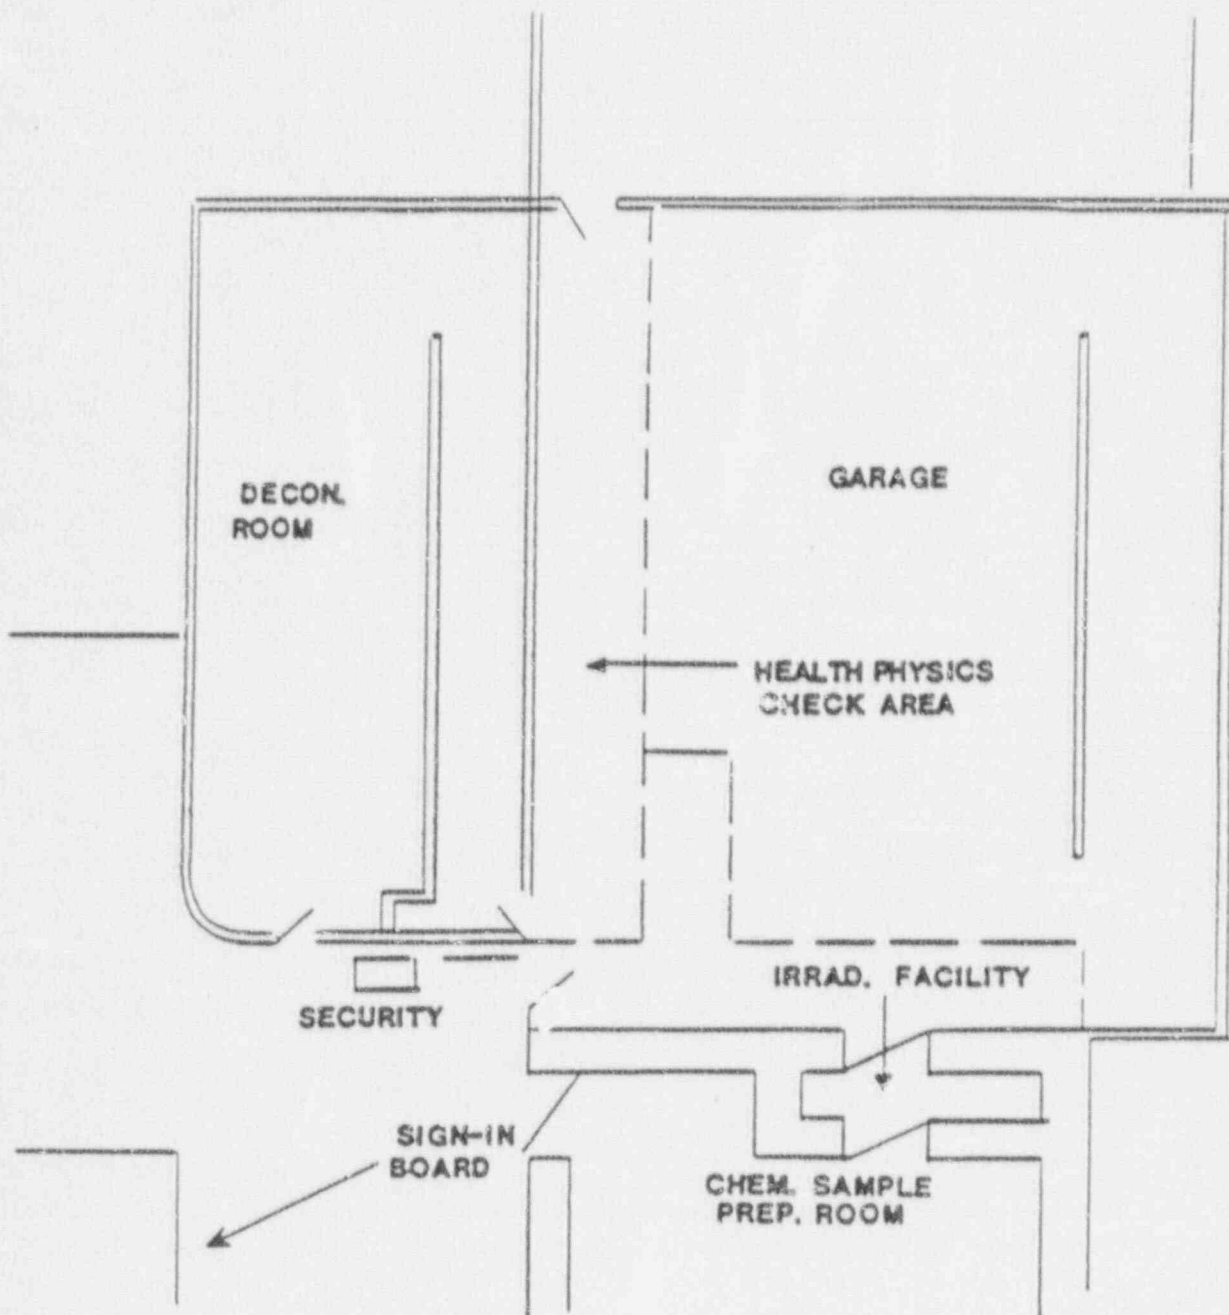 DECON.
ROOM
GARAGE
HEALTH PHYSICS
CHECK AREA
IRRAD. FACILITY
SECURITY
SIGN-IN
BOARD
CHEM. SAMPLE
PREP. ROOM